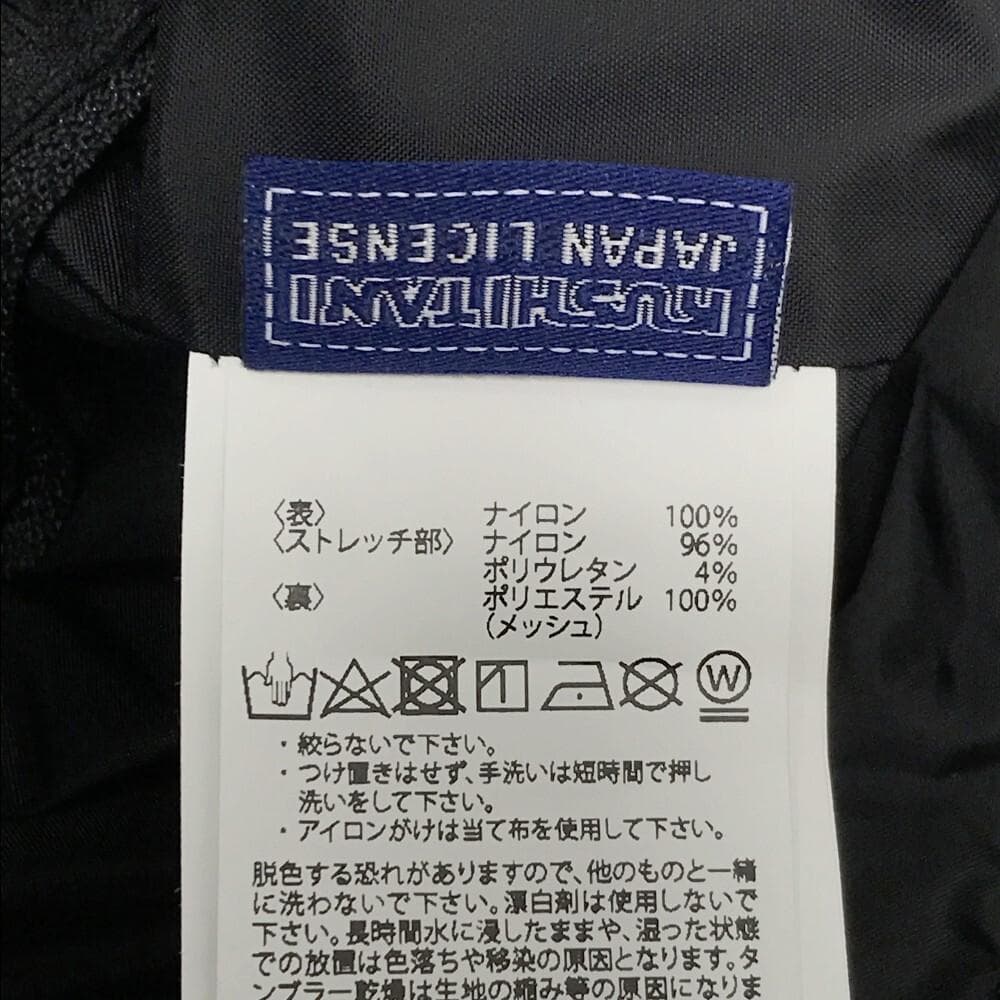 JAPAN LICENSE
KUSHITANI
〈表〉 ナイロン 100%
〈ストレッチ部〉 ナイロン 96%
ポリウレタン 4%
〈裏〉 ポリエステル 100%
(メッシュ)
W
・絞らないで下さい。
・つけ置きはせず、手洗いは短時間で押し
洗いをして下さい。
・アイロンがけは当て布を使用して下さい。
脱色する恐れがありますので、他のものと一緒
に洗わないで下さい。漂白剤は使用しないで
下さい。長時間水に浸したままや、湿った状態
での放置は色落ちや移染の原因となります。タ
ンブラー乾燥は生地の縮み等の原因になりま